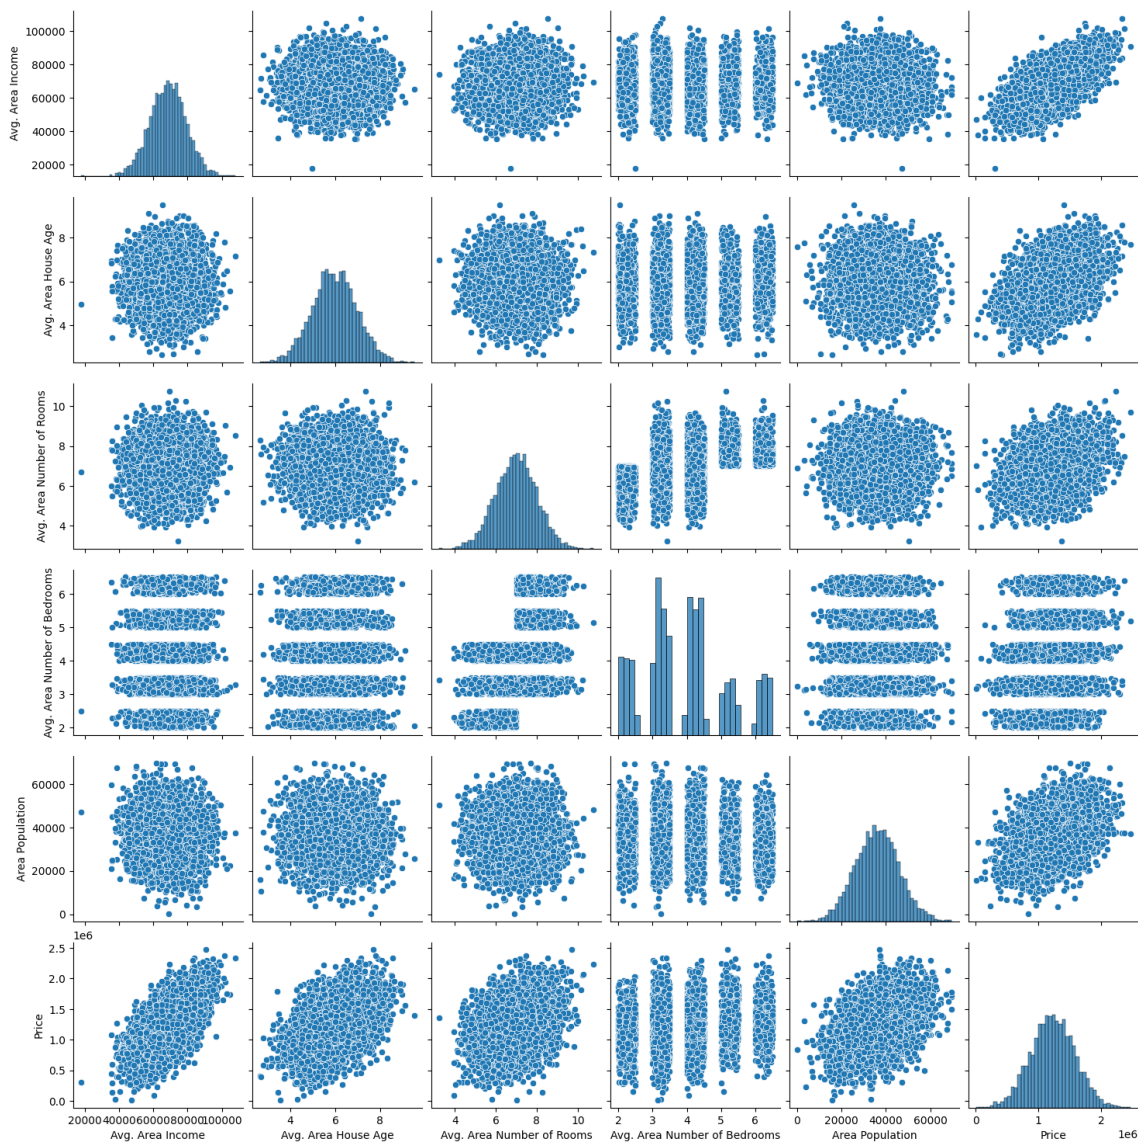 100000
80000
60000
40000
20000
Avg. Area Income
8
6
4
Avg. Area House Age
10
8
6
4
Avg. Area Number of Rooms
6
5
4
3
2
Avg. Area Number of Bedrooms
60000
40000
20000
0
Area Population
1e6
2.5
2.0
1.5
1.0
0.5
0.0
Price
20000 40000 60000 80000 100000
Avg. Area Income
4 6 8
Avg. Area House Age
4 6 8 10
Avg. Area Number of Rooms
2 3 4 5 6
Avg. Area Number of Bedrooms
0 20000 40000 60000
Area Population
0 1 2
1e6
Price